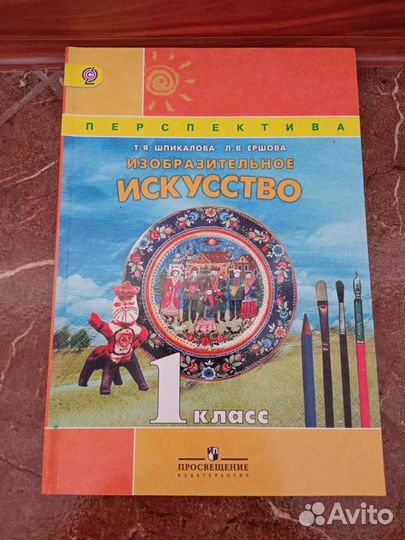 ПЕРСПЕКТИВА
Т. Я. ШПИКАЛОВА Л. В. ЕРШОВА
ИЗОБРАЗИТЕЛЬНОЕ
ИСКУССТВО
1 класс
ПРОСВЕЩЕНИЕ
ИЗДАТЕЛЬСТВО
Avito